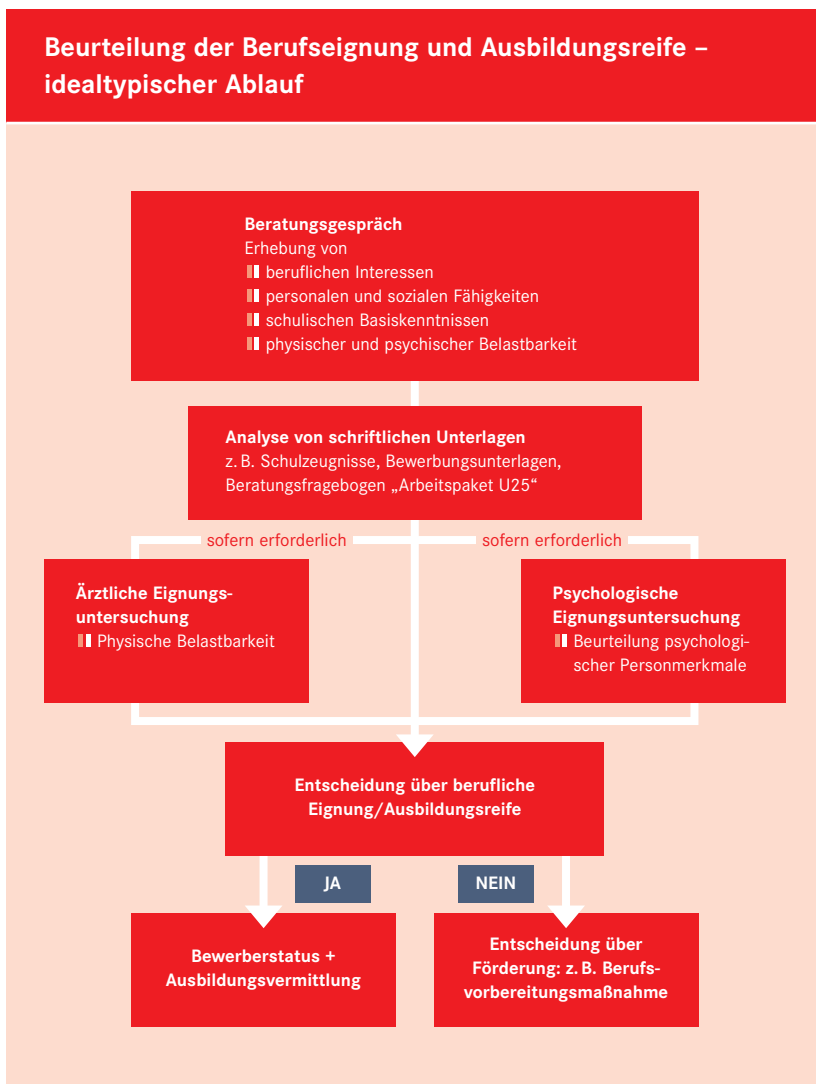 Beurteilung der Berufseignung und Ausbildungsreife –
idealtypischer Ablauf
Beratungsgespräch
Erhebung von
beruflichen Interessen
personalen und sozialen Fähigkeiten
schulischen Basiskenntnissen
physischer und psychischer Belastbarkeit
Analyse von schriftlichen Unterlagen
z. B. Schulzeugnisse, Bewerbungsunterlagen,
Beratungsfragebogen „Arbeitspaket U25“
sofern erforderlich
sofern erforderlich
Ärztliche Eignungs-
untersuchung
Physische Belastbarkeit
Psychologische
Eignungsuntersuchung
Beurteilung psychologi-
scher Personmerkmale
Entscheidung über berufliche
Eignung/Ausbildungsreife
JA
NEIN
Bewerberstatus +
Ausbildungsvermittlung
Entscheidung über
Förderung: z. B. Berufs-
vorbereitungsmaßnahme